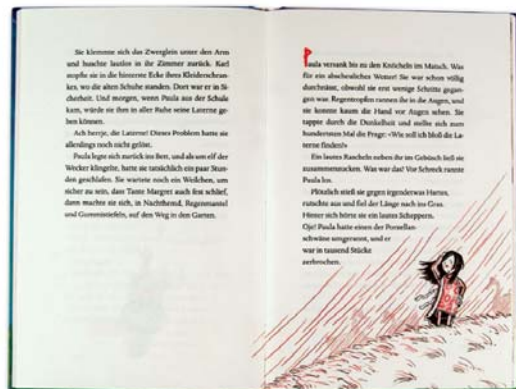 Sie klemmte sich das Zwerglein unter den Arm
und huschte lautlos in ihr Zimmer zurück. Karl
stopfte sie in die hinterste Ecke ihres Kleiderschran-
kes, wo die alten Schuhe standen. Dort war er in Si-
cherheit. Und morgen, wenn Paula aus der Schule
kam, würde sie ihm in aller Ruhe seine Laterne ge-
ben können.
Ach herrje, die Laterne! Dieses Problem hatte sie
allerdings noch nicht gelöst.
Paula legte sich zurück ins Bett, und als um elf der
Wecker klingelte, hatte sie tatsächlich ein paar Stun-
den geschlafen. Sie wartete noch ein Weilchen, um
sicher zu sein, dass Tante Margret auch fest schlief,
dann machte sie sich, in Nachthemd, Regenmantel
und Gummistiefeln, auf den Weg in den Garten.
Paula versank bis zu den Knöcheln im Matsch. Was
für ein abscheuliches Wetter! Sie war schon völlig
durchnässt, obwohl sie erst wenige Schritte gegan-
gen war. Regentropfen rannen ihr in die Augen, und
sie konnte kaum die Hand vor Augen sehen. Sie
tappte durch die Dunkelheit und stellte sich zum
hundertsten Mal die Frage: «Wie soll ich bloß die La-
terne finden?»
Ein lautes Rascheln neben ihr im Gebüsch ließ sie
zusammenzucken. Was war das? Vor Schreck rannte
Paula los.
Plötzlich stieß sie gegen irgendetwas Hartes,
rutschte aus und fiel der Länge nach ins Gras.
Hinter sich hörte sie ein lautes Scheppern.
Oje! Paula hatte einen der Porzellan-
schwäne umgerannt, und er
war in tausend Stücke
zerbrochen.